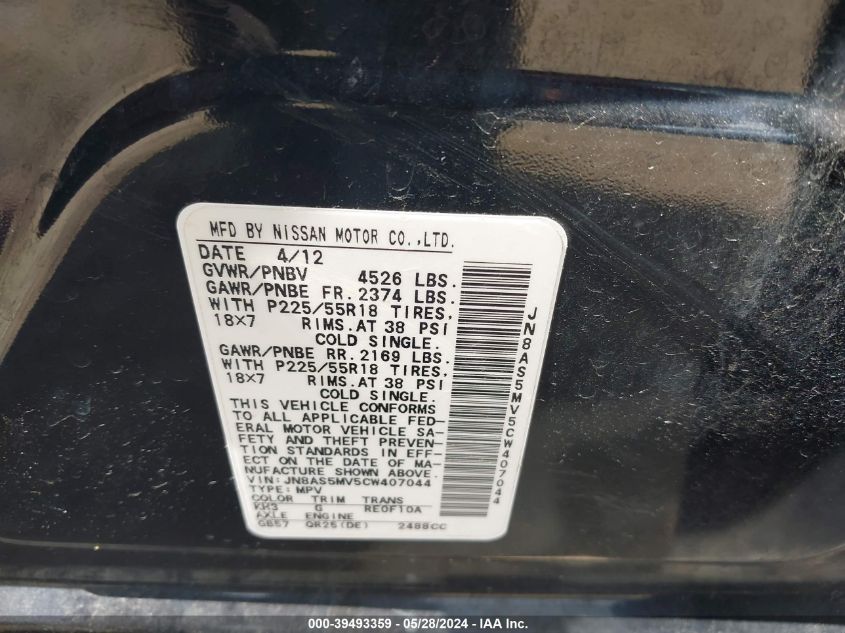 MFD BY NISSAN MOTOR CO.,LTD.
DATE 4/12
GVWR/PNBV 4526 LBS.
GAWR/PNBE FR. 2374 LBS.
WITH P225/55R18 TIRES,
18X7 RIMS.AT 38 PSI
COLD SINGLE.
GAWR/PNBE RR. 2169 LBS.
WITH P225/55R18 TIRES,
18X7 RIMS.AT 38 PSI
COLD SINGLE.
THIS VEHICLE CONFORMS
TO ALL APPLICABLE FED-
ERAL MOTOR VEHICLE SA-
FETY AND THEFT PREVEN-
TION STANDARDS IN EFF-
ECT ON THE DATE OF MA-
NUFACTURE SHOWN ABOVE.
VIN: JN8AS5MV5CW407044
TYPE: MPV
COLOR TRIM TRANS
KH3 G RE0F10A
AXLE ENGINE
GB57 QR25(DE) 2488CC
JN8AS5MV5CW407044
000-39493359 / 05/28/2024 - IAA Inc.